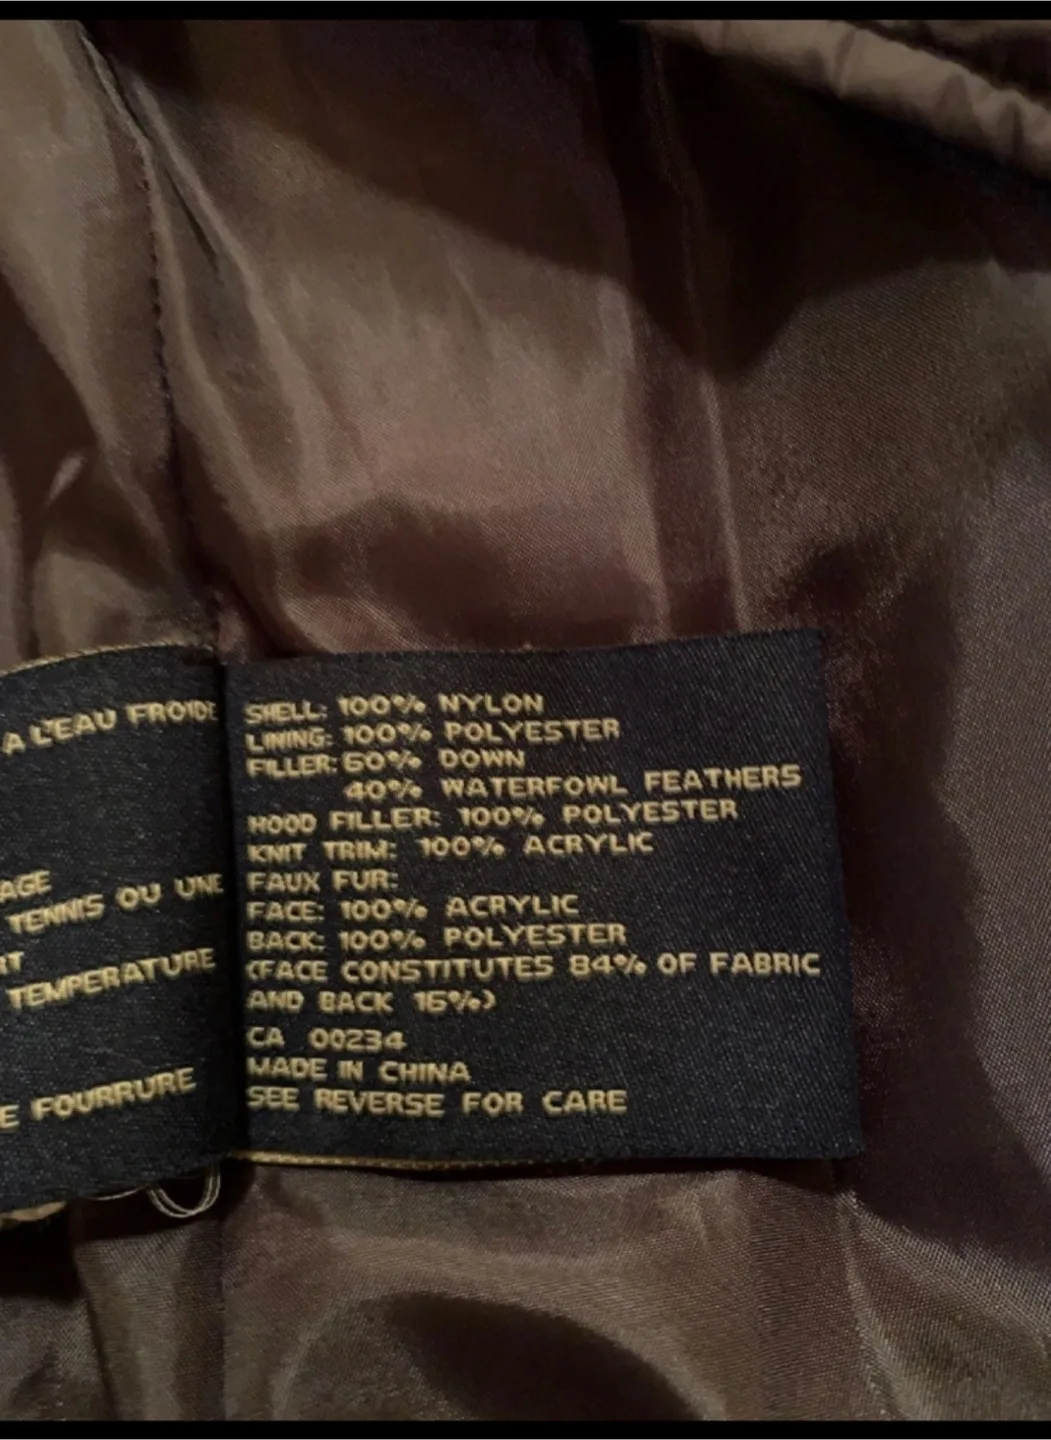 A L'EAU FROIDE
AGE
TENNIS OU UNE
RT
TEMPERATURE
E FOURRURE
SHELL: 100% NYLON
LINING: 100% POLYESTER
FILLER: 60% DOWN
40% WATERFOWL FEATHERS
HOOD FILLER: 100% POLYESTER
KNIT TRIM: 100% ACRYLIC
FAUX FUR:
FACE: 100% ACRYLIC
BACK: 100% POLYESTER
(FACE CONSTITUTES 84% OF FABRIC
AND BACK 16%)
CA 00234
MADE IN CHINA
SEE REVERSE FOR CARE